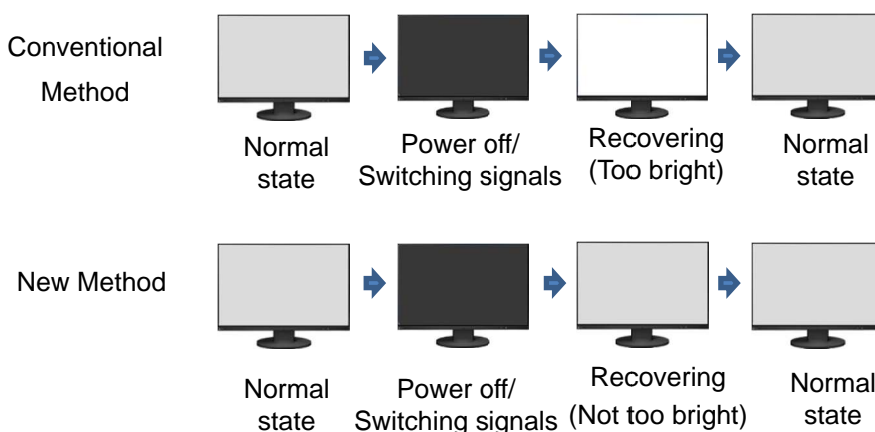 Conventional
Method
Normal
state
Power off/
Switching signals
Recovering
(Too bright)
Normal
state
New Method
Normal
state
Power off/
Switching signals
Recovering
(Not too bright)
Normal
state